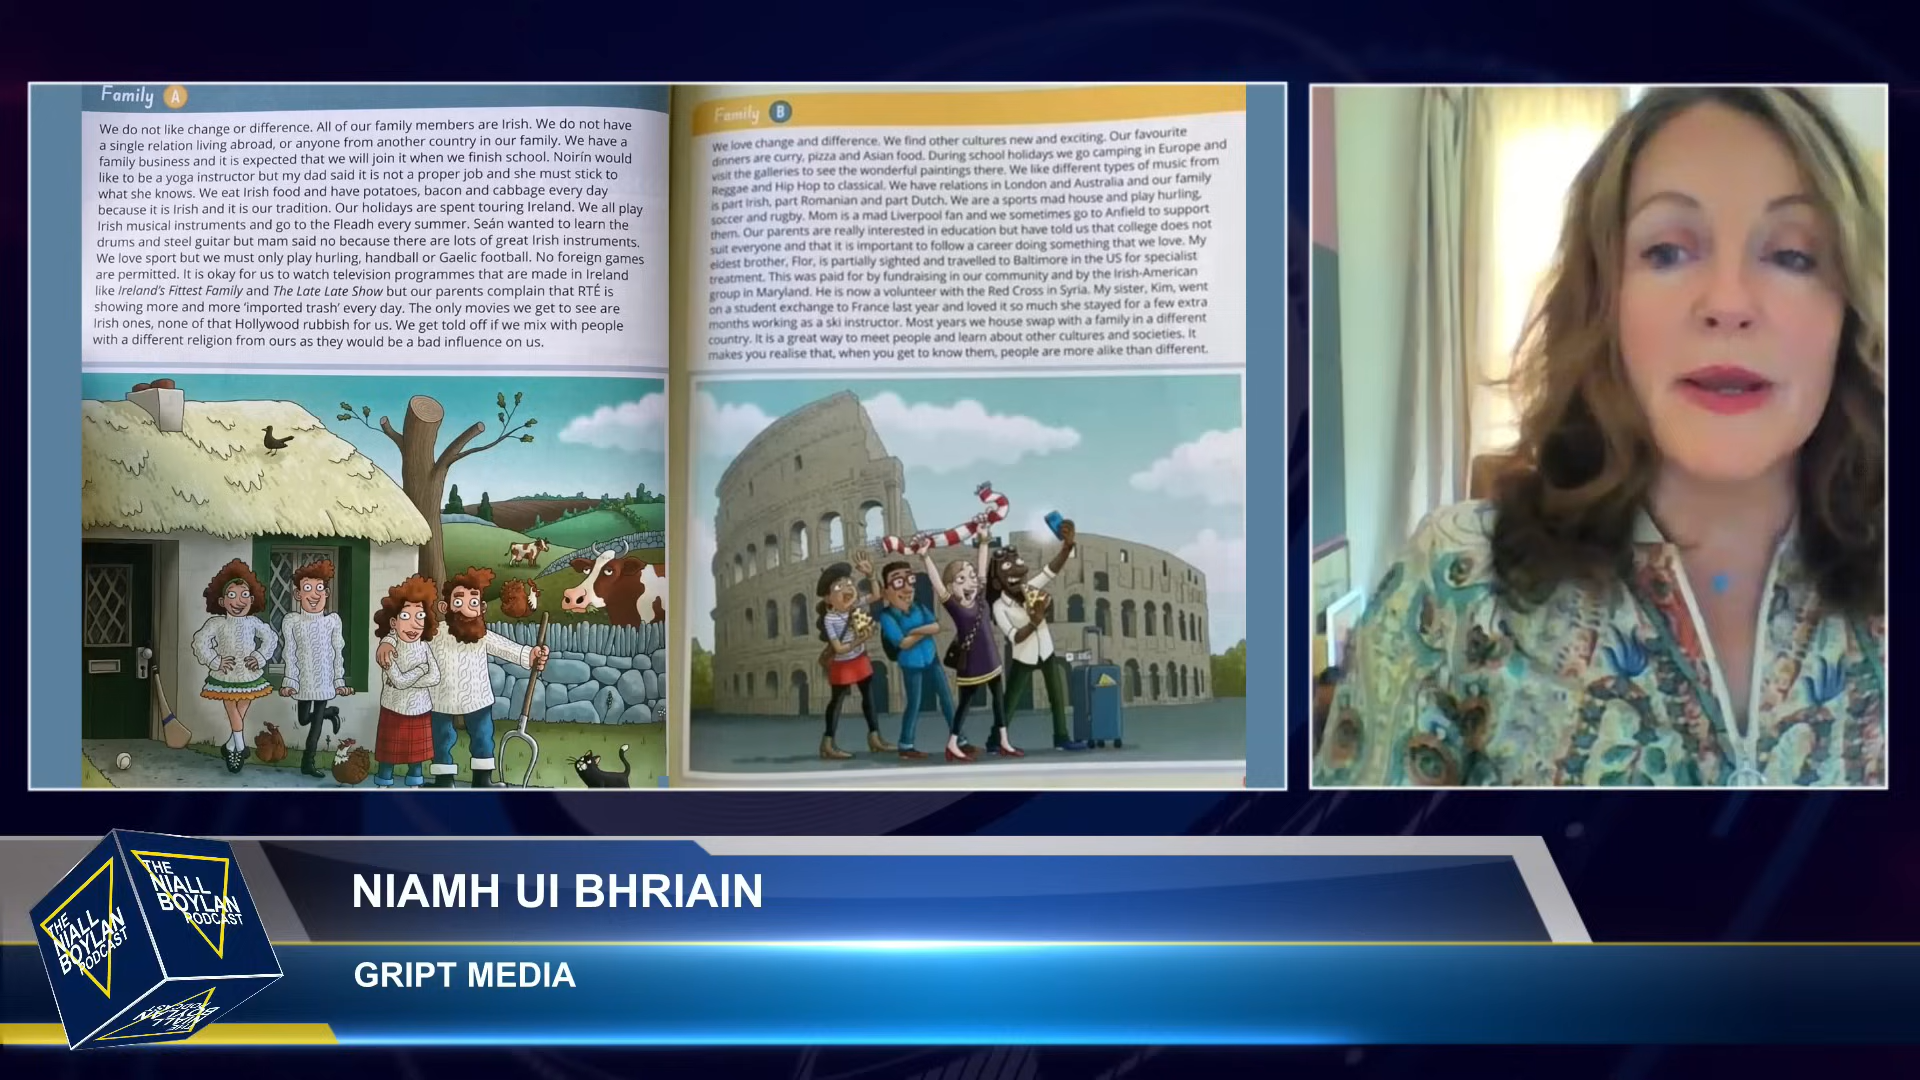 Family A
We do not like change or difference. All of our family members are Irish. We do not have
a single relation living abroad, or anyone from another country in our family. We have a
family business and it is expected that we will join it when we finish school. Noirín would
like to be a yoga instructor but my dad said it is not a proper job and she must stick to
what she knows. We eat Irish food and have potatoes, bacon and cabbage every day
because it is Irish and it is our tradition. Our holidays are spent touring Ireland. We all play
Irish musical instruments and go to the Fleadh every summer. Seán wanted to learn the
drums and steel guitar but mam said no because there are lots of great Irish instruments.
We love sport but we must only play hurling, handball or Gaelic football. No foreign games
are permitted. It is okay for us to watch television programmes that are made in Ireland
like Ireland's Fittest Family and The Late Late Show but our parents complain that RTÉ is
showing more and more 'imported trash' every day. The only movies we get to see are
Irish ones, none of that Hollywood rubbish for us. We get told off if we mix with people
with a different religion from ours as they would be a bad influence on us.
Family B
We love change and difference. We find other cultures new and exciting. Our favourite
dinners are curry, pizza and Asian food. During school holidays we go camping in Europe and
visit the galleries to see the wonderful paintings there. We like different types of music from
Reggae and Hip Hop to classical. We have relations in London and Australia and our family
is part Irish, part Romanian and part Dutch. We are a sports mad house and play hurling,
soccer and rugby. Mom is a mad Liverpool fan and we sometimes go to Anfield to support
them. Our parents are really interested in education but have told us that college does not
suit everyone and that it is important to follow a career doing something that we love. My
eldest brother, Flor, is partially sighted and travelled to Baltimore in the US for specialist
treatment. This was paid for by fundraising in our community and by the Irish-American
group in Maryland. He is now a volunteer with the Red Cross in Syria. My sister, Kim, went
on a student exchange to France last year and loved it so much she stayed for a few extra
months working as a ski instructor. Most years we house swap with a family in a different
country. It is a great way to meet people and learn about other cultures and societies. It
makes you realise that, when you get to know them, people are more alike than different.
NIAMH UI BHRIAIN
GRIPT MEDIA
THE
NIALL
BOYLAN
PODCAST
THE
NIALL
BOYLAN
PODCAST
THE
NIALL
BOYLAN
PODCAST